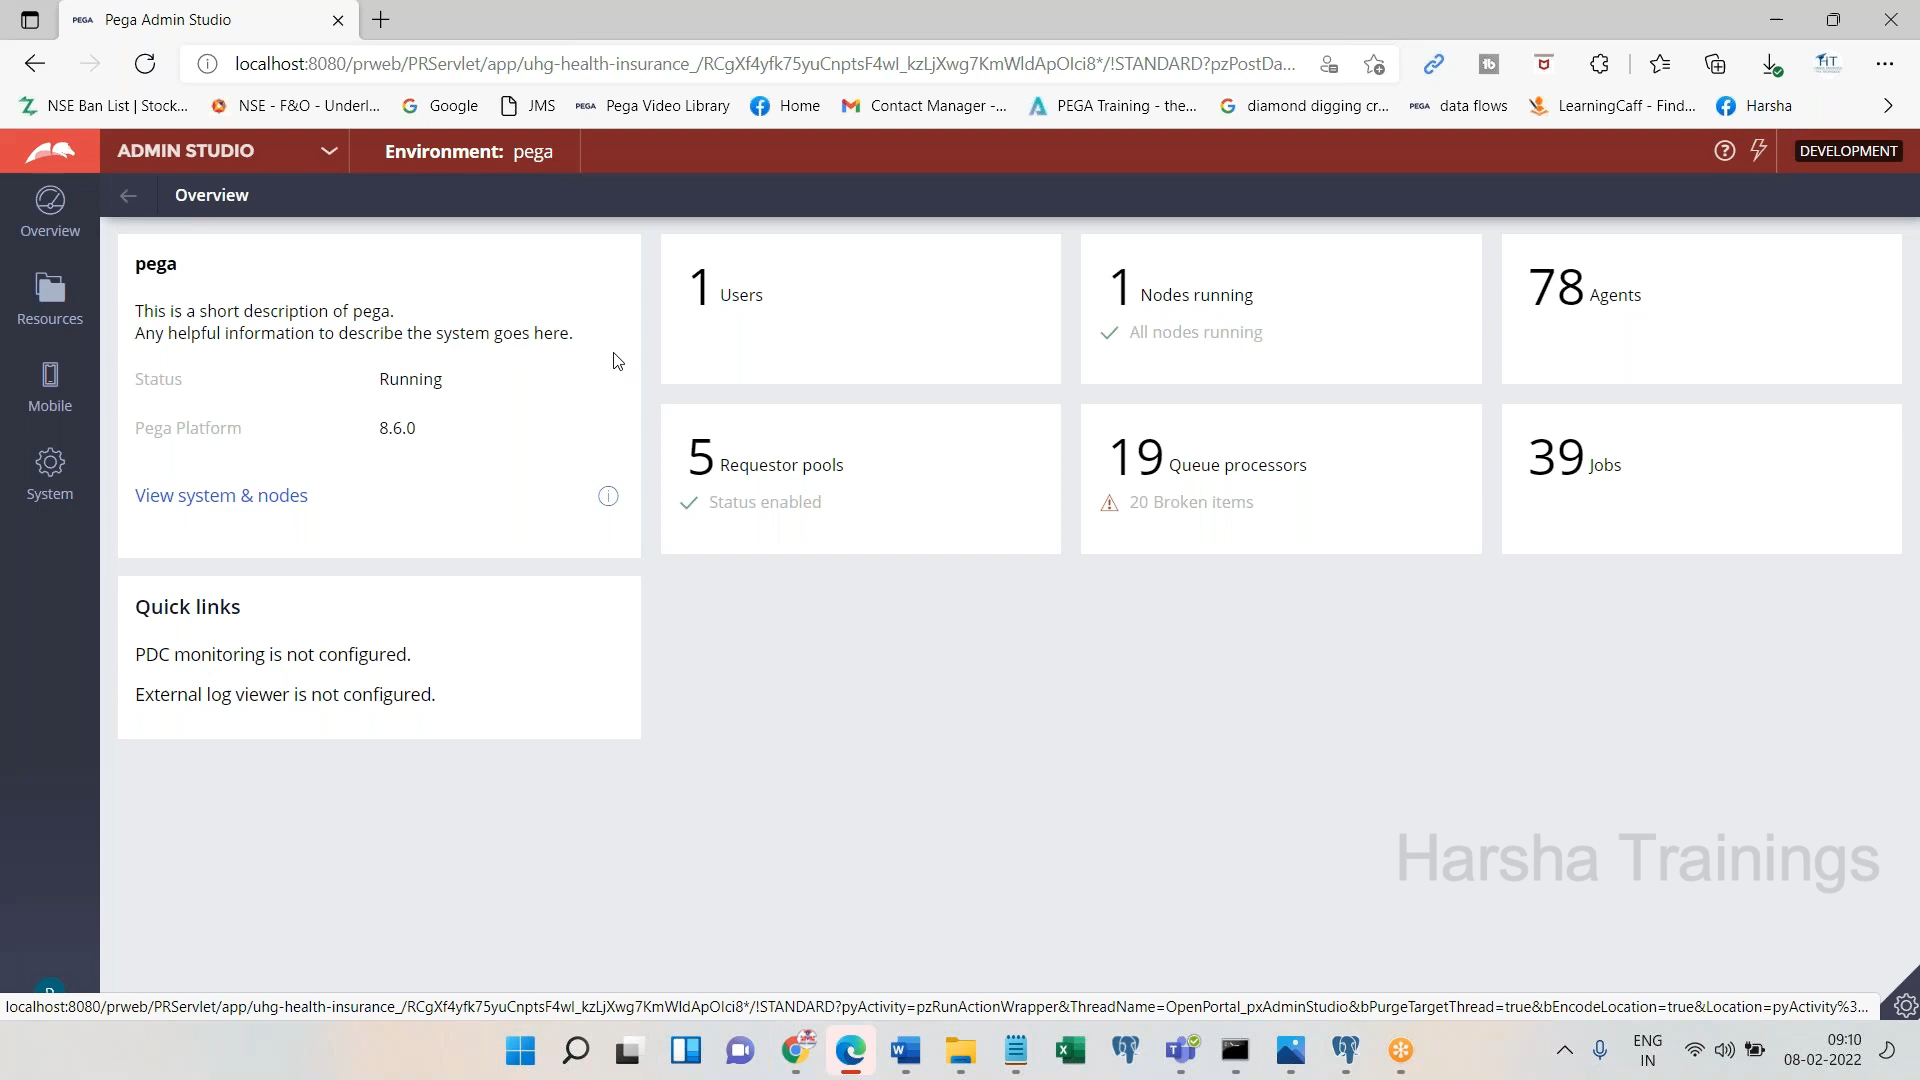 PEGA Pega Admin Studio
localhost:8080/prweb/PRServlet/app/uhg-health-insurance_/RCgXf4yfk75yuCnptsF4wl_kzLjXwg7KmWldApOlci8*/!STANDARD?pzPostDa...
NSE Ban List | Stock... NSE - F&O - Underl... Google JMS PEGA Pega Video Library Home Contact Manager -... PEGA Training - the... diamond digging cr... PEGA data flows LearningCaff - Find... Harsha
ADMIN STUDIO Environment: pega DEVELOPMENT
Overview
Overview
Resources
Mobile
System
pega
This is a short description of pega.
Any helpful information to describe the system goes here.
Status Running
Pega Platform 8.6.0
View system & nodes
1 Users
1 Nodes running
All nodes running
78 Agents
5 Requestor pools
Status enabled
19 Queue processors
20 Broken items
39 Jobs
Quick links
PDC monitoring is not configured.
External log viewer is not configured.
Harsha Trainings
localhost:8080/prweb/PRServlet/app/uhg-health-insurance_/RCgXf4yfk75yuCnptsF4wl_kzLjXwg7KmWldApOlci8*/!STANDARD?pyActivity=pzRunActionWrapper&ThreadName=OpenPortal_pxAdminStudio&bPurgeTargetThread=true&bEncodeLocation=true&Location=pyActivity%3...
ENG
IN
09:10
08-02-2022